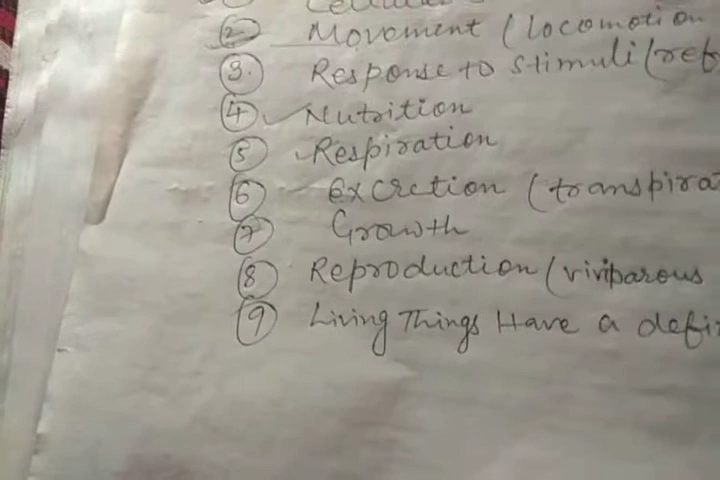 ② Movement (locomotion
③. Response to stimuli (ref
④ Nutrition
⑤ Respiration
⑥ Excretion (transpira
⑦ Growth
⑧ Reproduction (viviparous
⑨ Living Things Have a defi